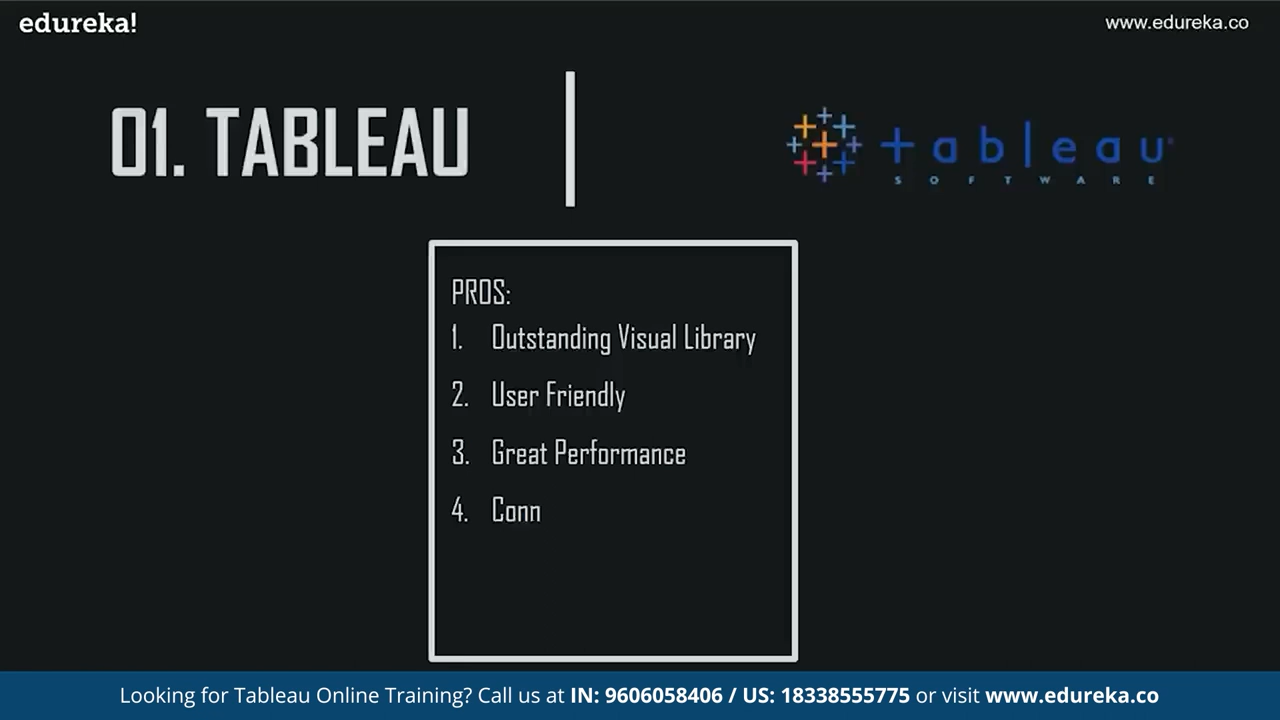 edureka!
www.edureka.co
01. TABLEAU
+ableau
SOFTWARE
PROS:
1. Outstanding Visual Library
2. User Friendly
3. Great Performance
4. Conn
Looking for Tableau Online Training? Call us at IN: 9606058406 / US: 18338555775 or visit www.edureka.co